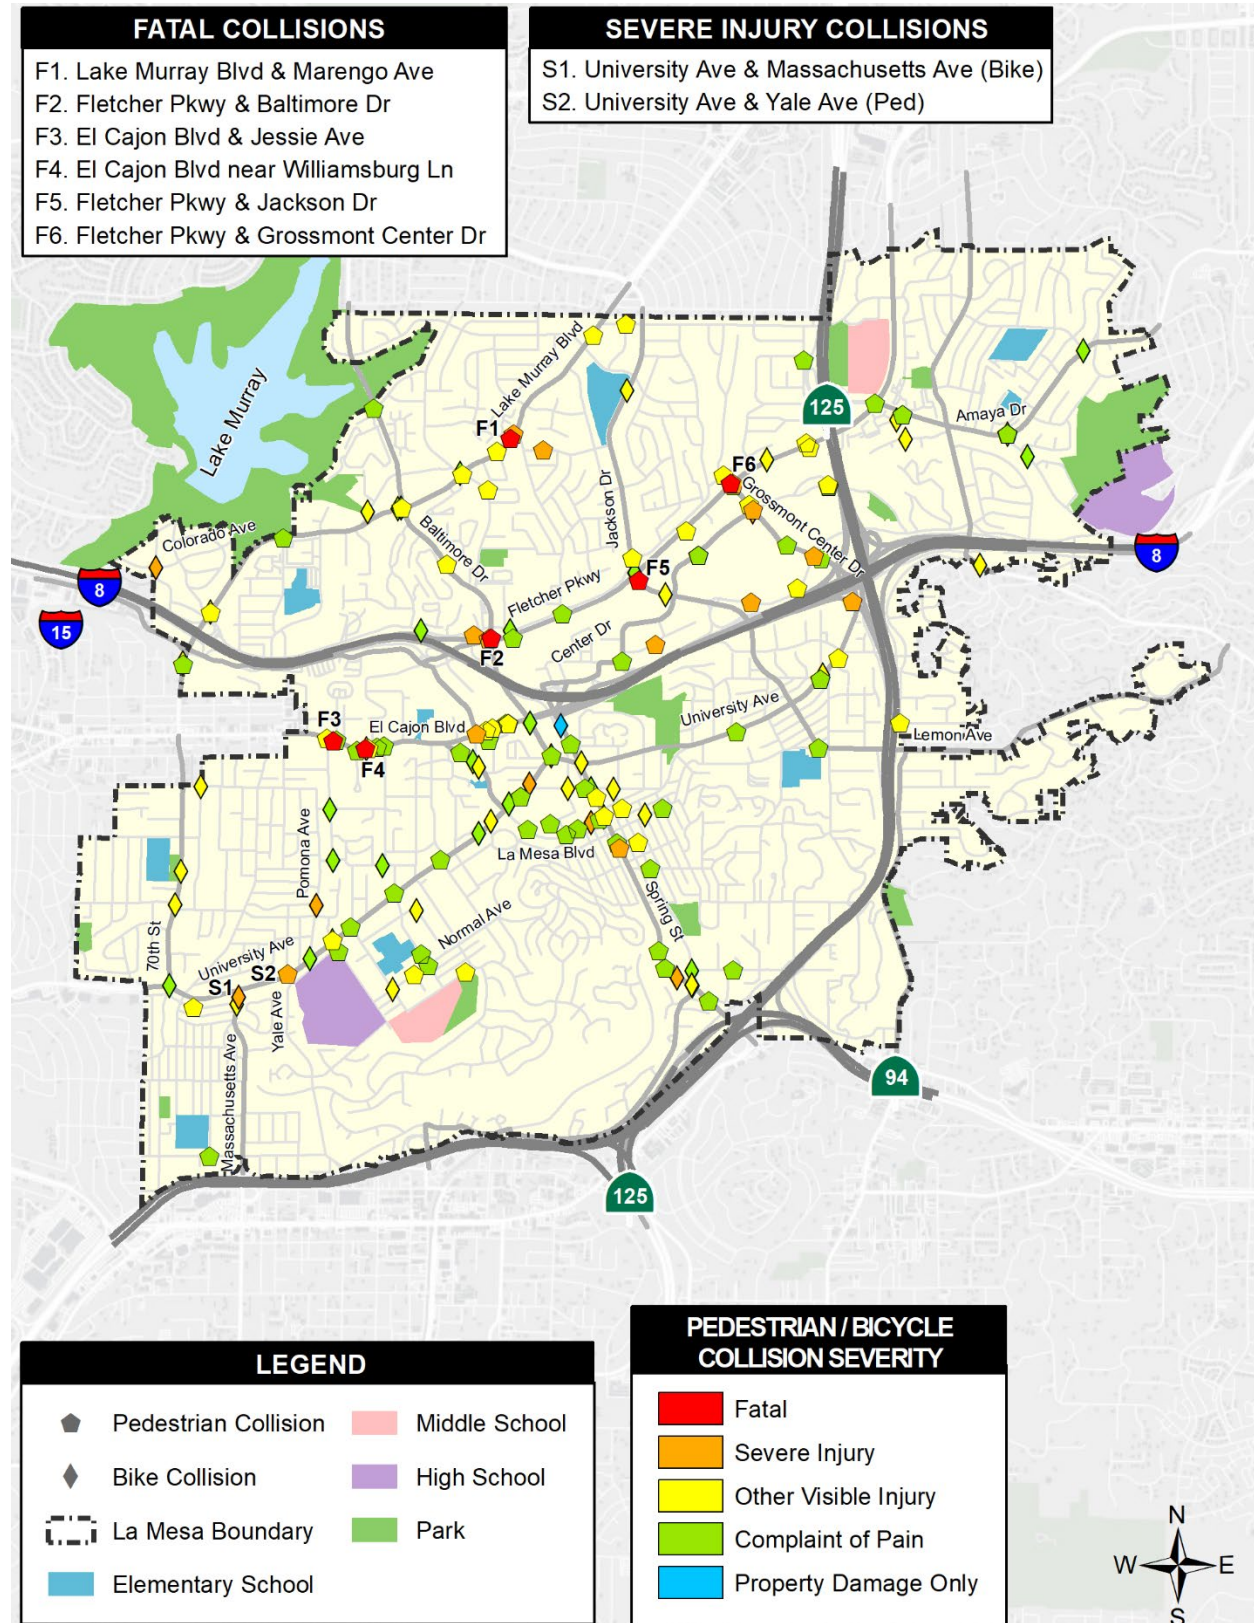 FATAL COLLISIONS
F1. Lake Murray Blvd & Marengo Ave
F2. Fletcher Pkwy & Baltimore Dr
F3. El Cajon Blvd & Jessie Ave
F4. El Cajon Blvd near Williamsburg Ln
F5. Fletcher Pkwy & Jackson Dr
F6. Fletcher Pkwy & Grossmont Center Dr
SEVERE INJURY COLLISIONS
S1. University Ave & Massachusetts Ave (Bike)
S2. University Ave & Yale Ave (Ped)
Lake Murray
Lake Murray Blvd
F1
125
Amaya Dr
F6
Grossmont Center Dr
Jackson Dr
Colorado Ave
Baltimore Dr
8
8
15
F5
Fletcher Pkwy
F2
Center Dr
University Ave
F3
El Cajon Blvd
F4
Lemon Ave
La Mesa Blvd
Pomona Ave
Normal Ave
Spring St
70th St
University Ave
S2
S1
Yale Ave
Massachusetts Ave
94
125
LEGEND
Pedestrian Collision
Bike Collision
La Mesa Boundary
Elementary School
Middle School
High School
Park
PEDESTRIAN / BICYCLE
COLLISION SEVERITY
Fatal
Severe Injury
Other Visible Injury
Complaint of Pain
Property Damage Only
N
W E
S